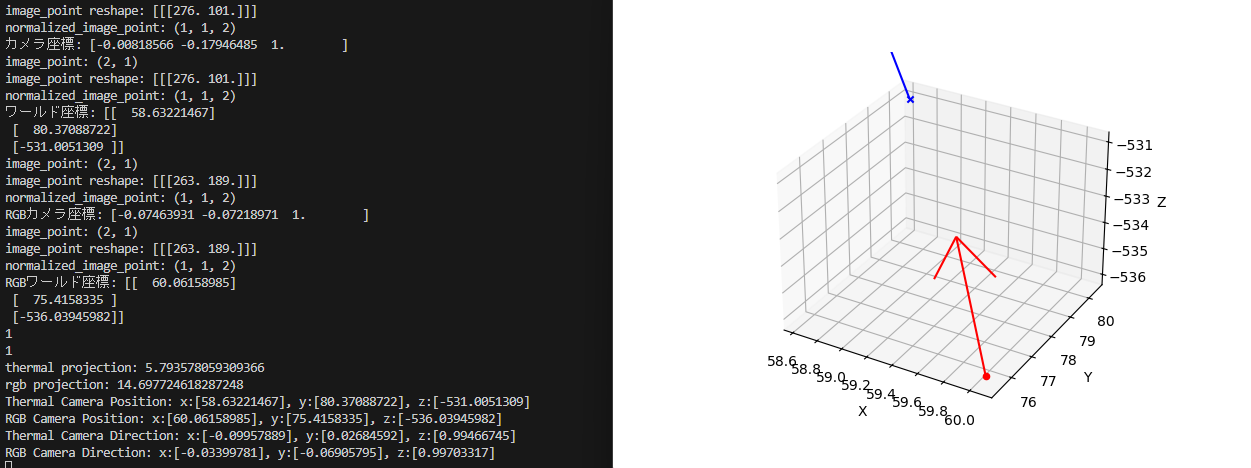 image_point reshape: [[[276. 101.]]]
normalized_image_point: (1, 1, 2)
カメラ座標: [-0.00818566 -0.17946485  1.        ]
image_point: (2, 1)
image_point reshape: [[[276. 101.]]]
normalized_image_point: (1, 1, 2)
ワールド座標: [[  58.63221467]
 [  80.37088722]
 [-531.0051309 ]]
image_point: (2, 1)
image_point reshape: [[[263. 189.]]]
normalized_image_point: (1, 1, 2)
RGBカメラ座標: [-0.07463931 -0.07218971  1.        ]
image_point: (2, 1)
image_point reshape: [[[263. 189.]]]
normalized_image_point: (1, 1, 2)
RGBワールド座標: [[  60.06158985]
 [  75.4158335 ]
 [-536.03945982]]
1
1
thermal projection: 5.793578059309366
rgb projection: 14.697724618287248
Thermal Camera Position: x:[58.63221467], y:[80.37088722], z:[-531.0051309]
RGB Camera Position: x:[60.06158985], y:[75.4158335], z:[-536.03945982]
Thermal Camera Direction: x:[-0.09957889], y:[0.02684592], z:[0.99466745]
RGB Camera Direction: x:[-0.03399781], y:[-0.06905795], z:[0.99703317]
−531
−532
−533
Z
−534
−535
−536
80
79
78
Y
77
76
58.6
58.8
59.0
59.2
59.4
59.6
59.8
60.0
X